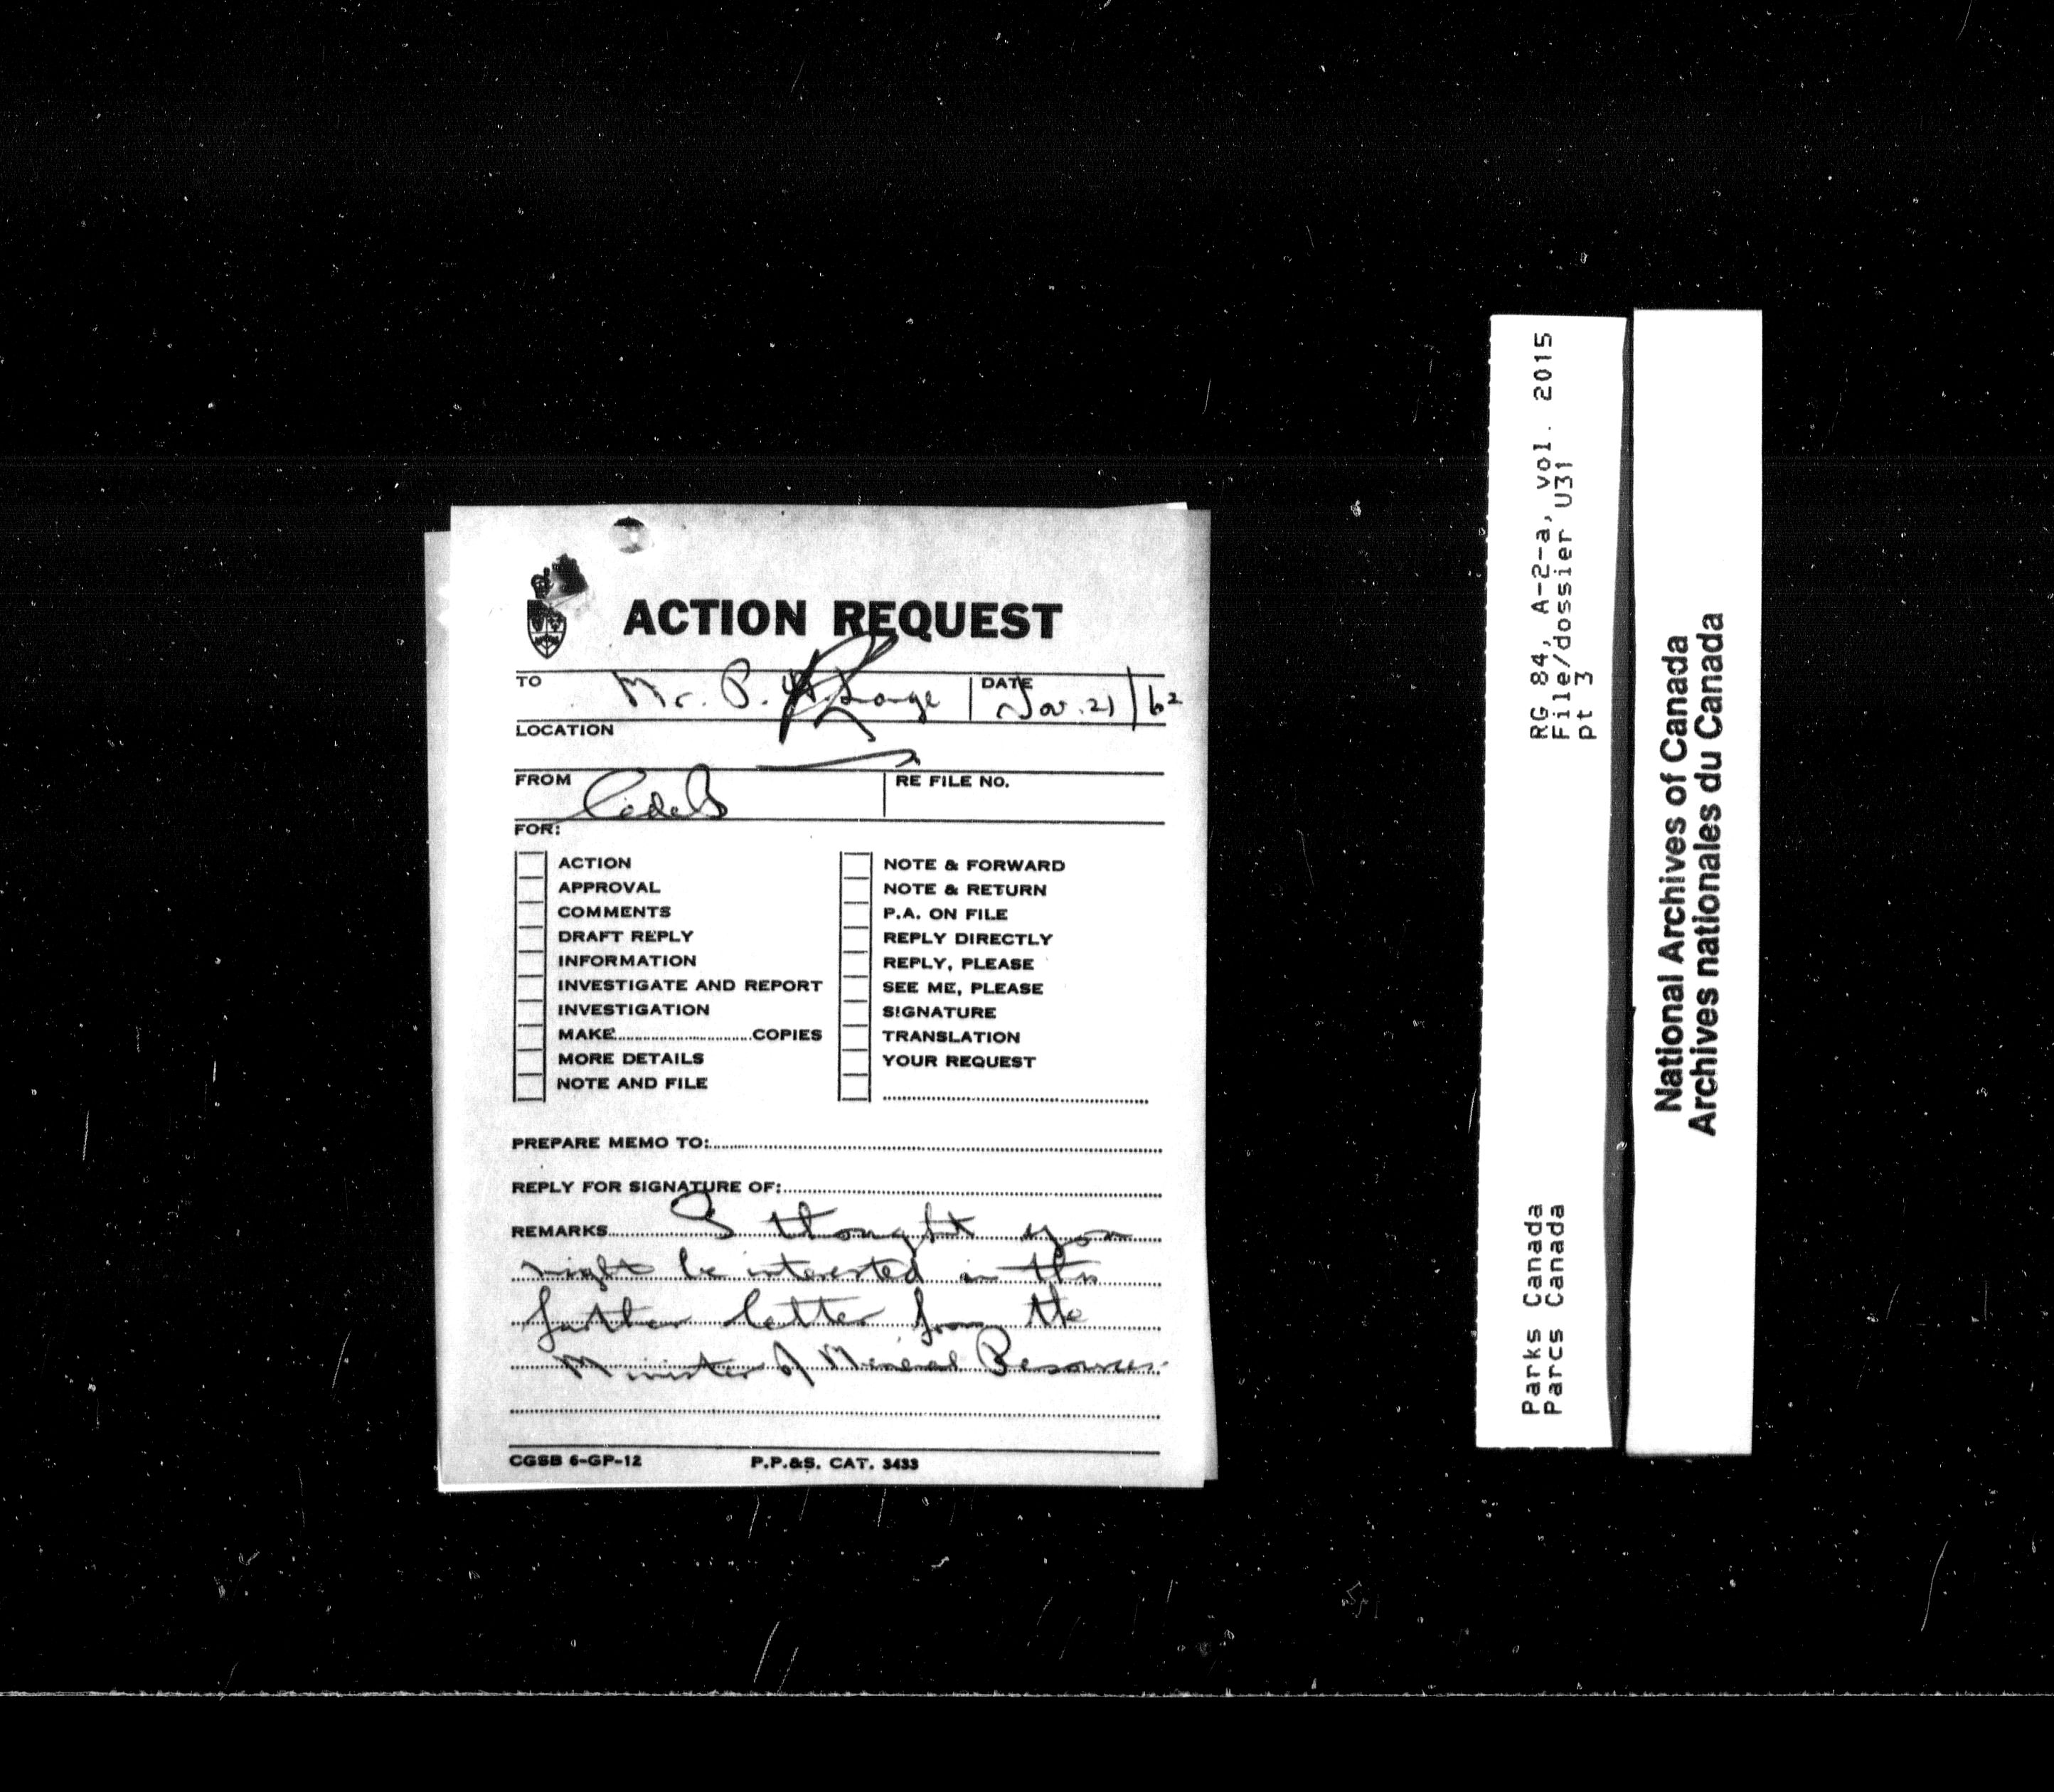 ACTION REQUEST
TO Mr. P. Lange DATE Nov. 21/62
LOCATION
FROM RE FILE NO.
FOR:
ACTION
APPROVAL
COMMENTS
DRAFT REPLY
INFORMATION
INVESTIGATE AND REPORT
INVESTIGATION
MAKE..............................COPIES
MORE DETAILS
NOTE AND FILE
NOTE & FORWARD
NOTE & RETURN
P.A. ON FILE
REPLY DIRECTLY
REPLY, PLEASE
SEE ME, PLEASE
SIGNATURE
TRANSLATION
YOUR REQUEST
PREPARE MEMO TO:
REPLY FOR SIGNATURE OF:
REMARKS I thought you
might be interested in this
further letter from the
Minister of Mineral Resources.
CGSB 6-GP-12 P.P.&S. CAT. 3433
RG 84, A-2-a, vol. 2015
File/dossier U31
pt 3
Parks Canada
Parcs Canada
National Archives of Canada
Archives nationales du Canada